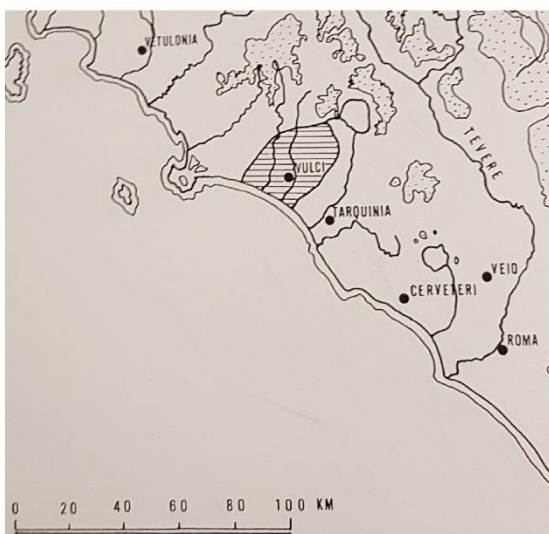 VETULONIA
TEVERE
VULCI
TARQUINIA
VEIO
CERVETERI
ROMA
0 20 40 60 80 100 KM